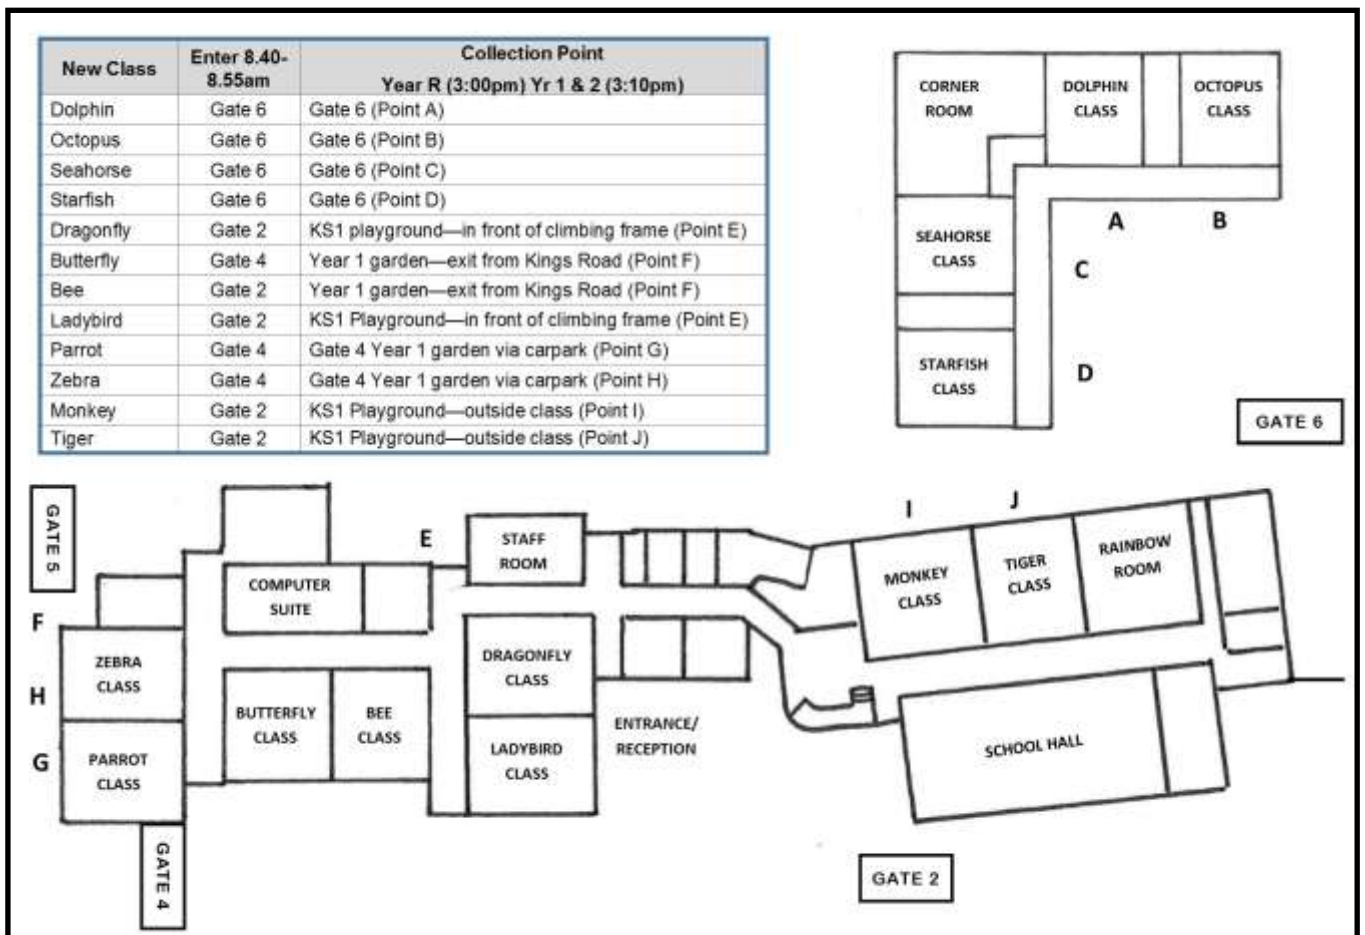 New Class
Enter 8.40-
8.55am
Collection Point
Year R (3:00pm) Yr 1 & 2 (3:10pm)
Dolphin Gate 6 Gate 6 (Point A)
Octopus Gate 6 Gate 6 (Point B)
Seahorse Gate 6 Gate 6 (Point C)
Starfish Gate 6 Gate 6 (Point D)
Dragonfly Gate 2 KS1 playground—in front of climbing frame (Point E)
Butterfly Gate 4 Year 1 garden—exit from Kings Road (Point F)
Bee Gate 2 Year 1 garden—exit from Kings Road (Point F)
Ladybird Gate 2 KS1 Playground—in front of climbing frame (Point E)
Parrot Gate 4 Gate 4 Year 1 garden via carpark (Point G)
Zebra Gate 4 Gate 4 Year 1 garden via carpark (Point H)
Monkey Gate 2 KS1 Playground—outside class (Point I)
Tiger Gate 2 KS1 Playground—outside class (Point J)
CORNER
ROOM
DOLPHIN
CLASS
OCTOPUS
CLASS
SEAHORSE
CLASS
STARFISH
CLASS
A
B
C
D
GATE 6
GATE 5
F
H
G
ZEBRA
CLASS
PARROT
CLASS
GATE 4
COMPUTER
SUITE
BUTTERFLY
CLASS
BEE
CLASS
E
STAFF
ROOM
DRAGONFLY
CLASS
LADYBIRD
CLASS
ENTRANCE/
RECEPTION
I
J
MONKEY
CLASS
TIGER
CLASS
RAINBOW
ROOM
SCHOOL HALL
GATE 2